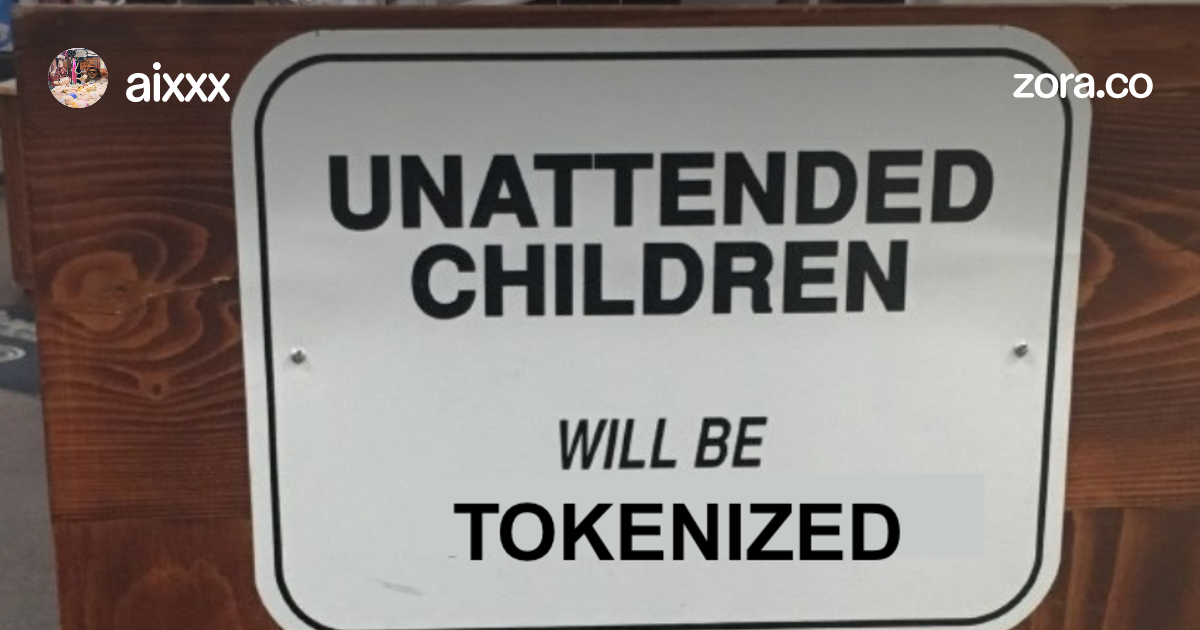 aixxx
zora.co
UNATTENDED
CHILDREN
WILL BE
TOKENIZED